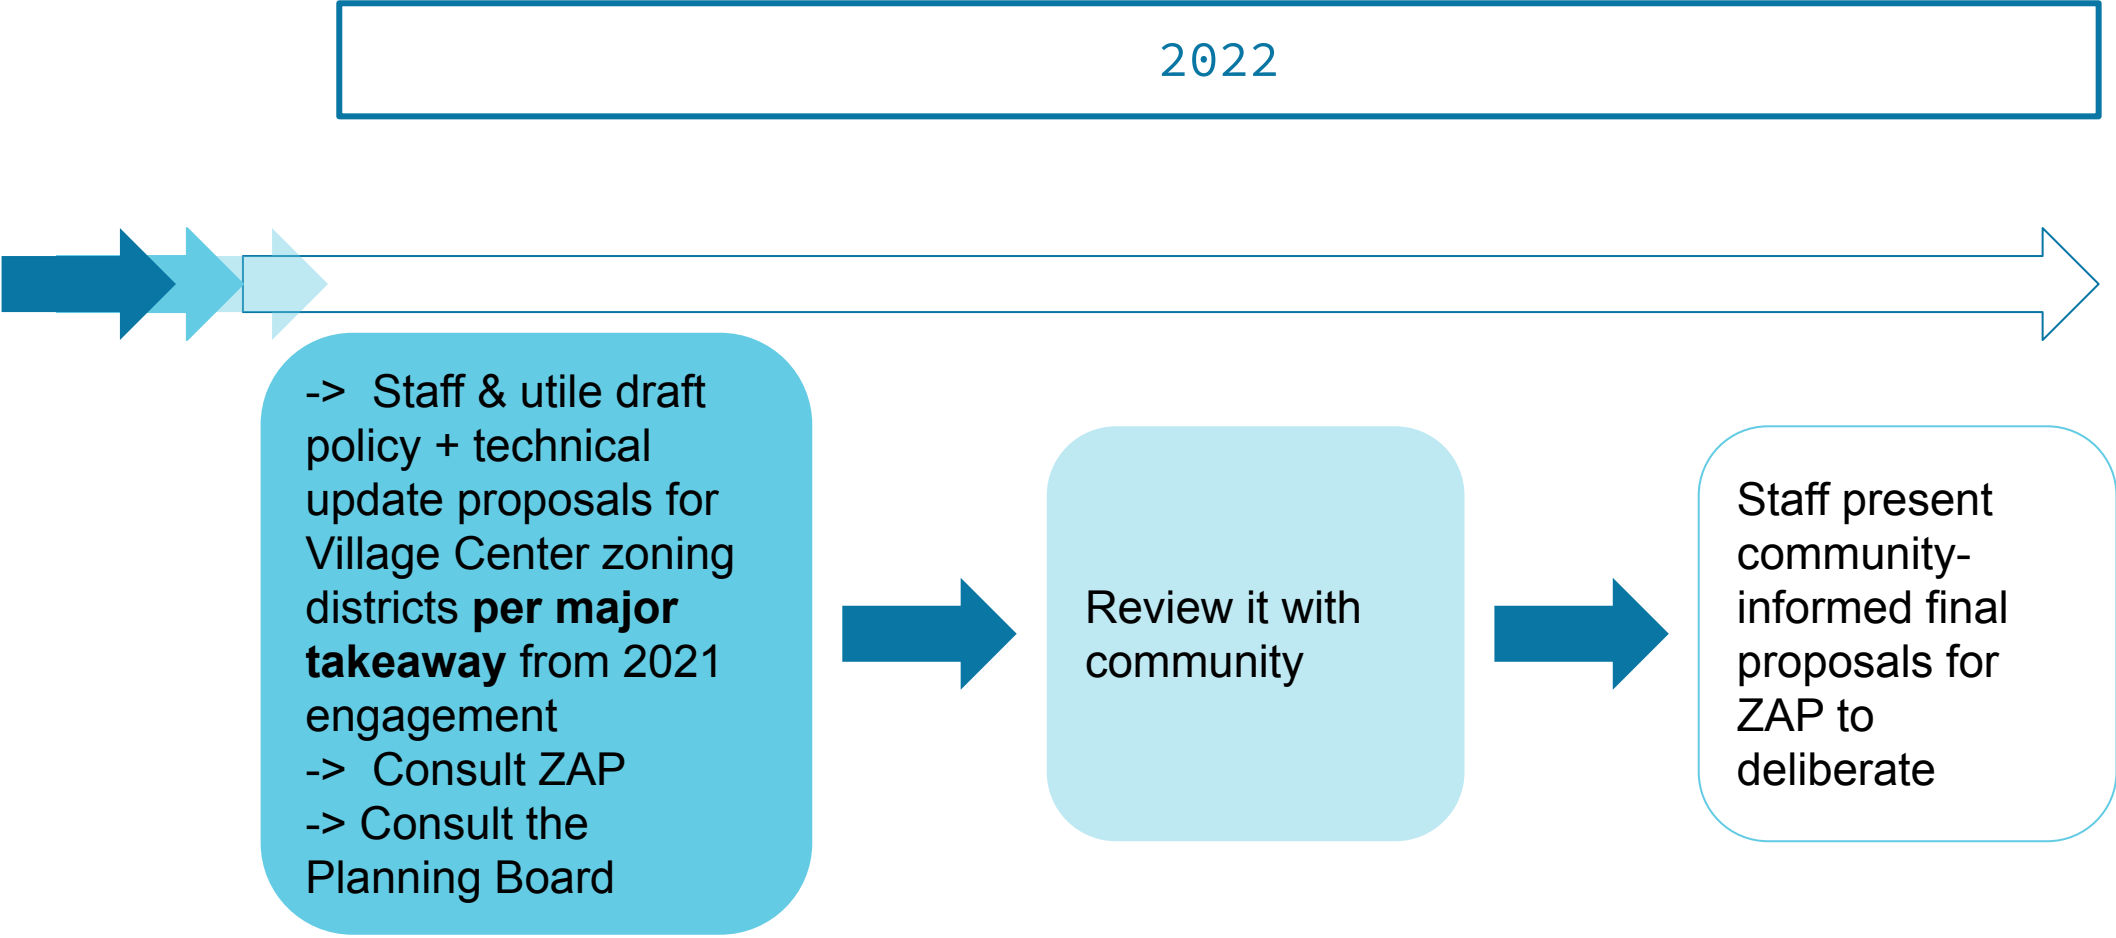 2022
-> Staff & utile draft
policy + technical
update proposals for
Village Center zoning
districts per major
takeaway from 2021
engagement
-> Consult ZAP
-> Consult the
Planning Board
Review it with
community
Staff present
community-
informed final
proposals for
ZAP to
deliberate